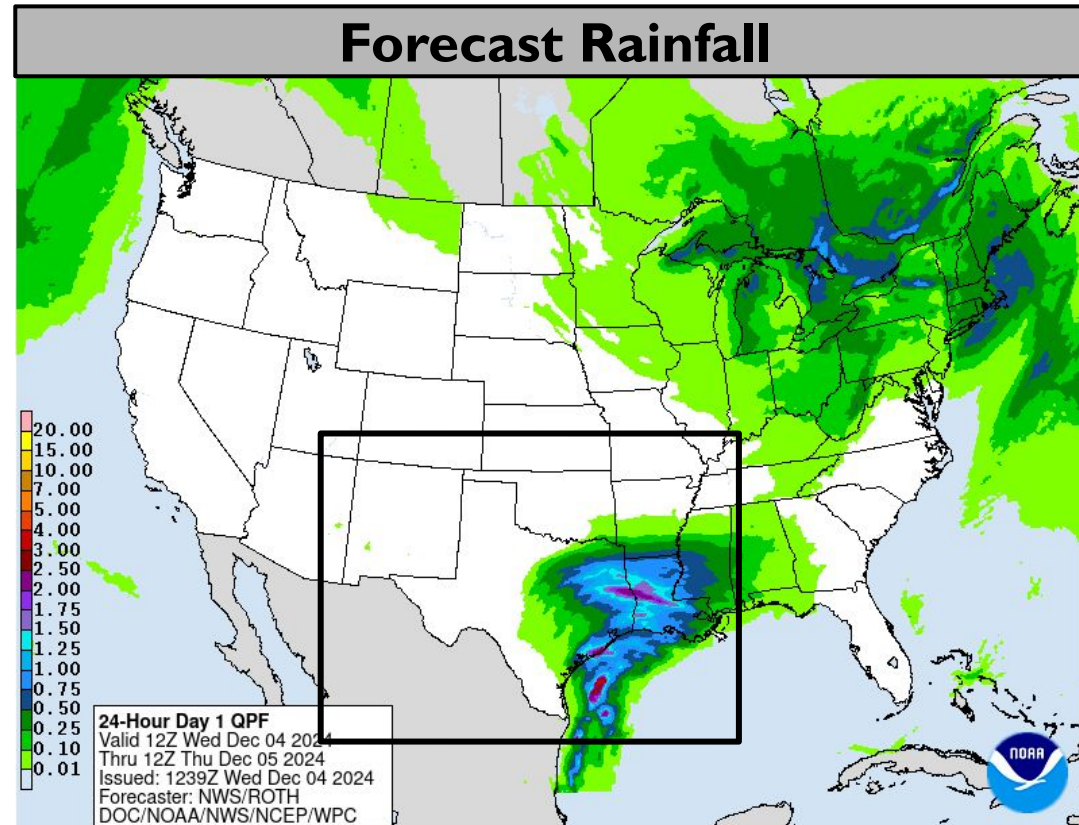 Forecast Rainfall
20.00
15.00
10.00
7.00
5.00
4.00
3.00
2.50
2.00
1.75
1.50
1.25
1.00
0.75
0.50
0.25
0.10
0.01
24-Hour Day 1 QPF
Valid 12Z Wed Dec 04 2024
Thru 12Z Thu Dec 05 2024
Issued: 1239Z Wed Dec 04 2024
Forecaster: NWS/ROTH
DOC/NOAA/NWS/NCEP/WPC
NOAA